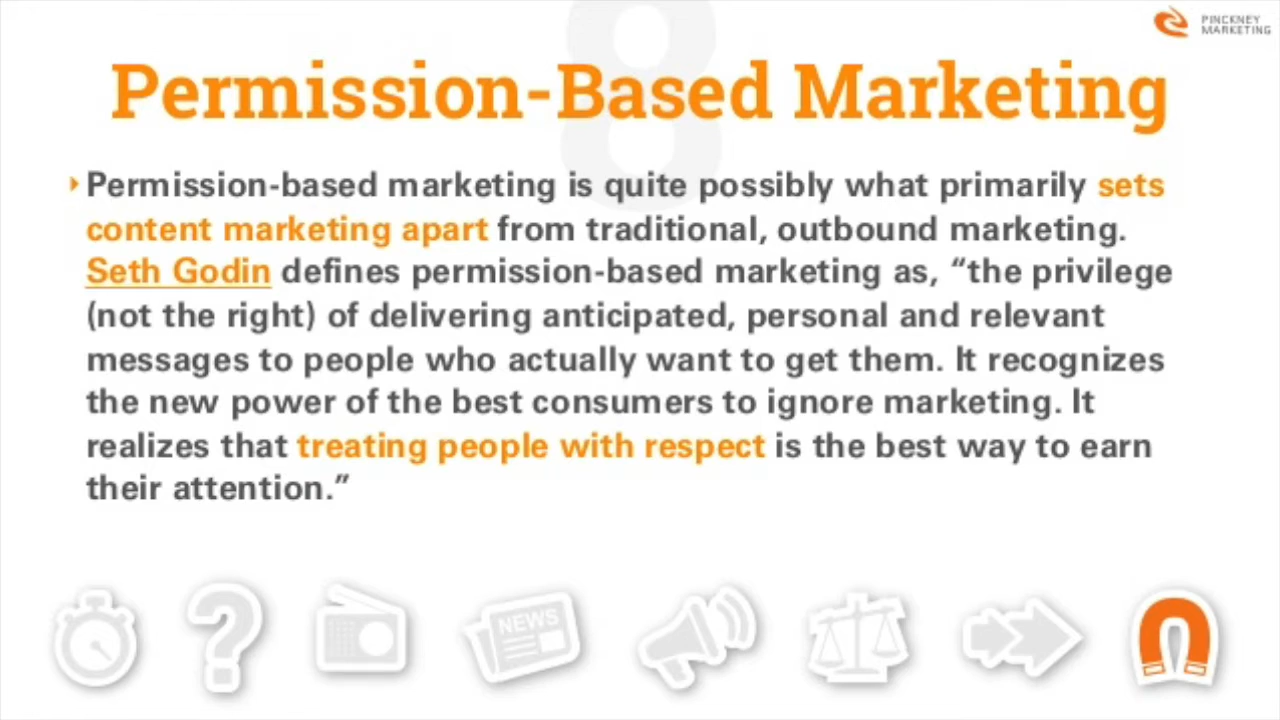 8
PINCKNEY
MARKETING
Permission-Based Marketing
Permission-based marketing is quite possibly what primarily sets
content marketing apart from traditional, outbound marketing.
Seth Godin defines permission-based marketing as, “the privilege
(not the right) of delivering anticipated, personal and relevant
messages to people who actually want to get them. It recognizes
the new power of the best consumers to ignore marketing. It
realizes that treating people with respect is the best way to earn
their attention.”
NEWS